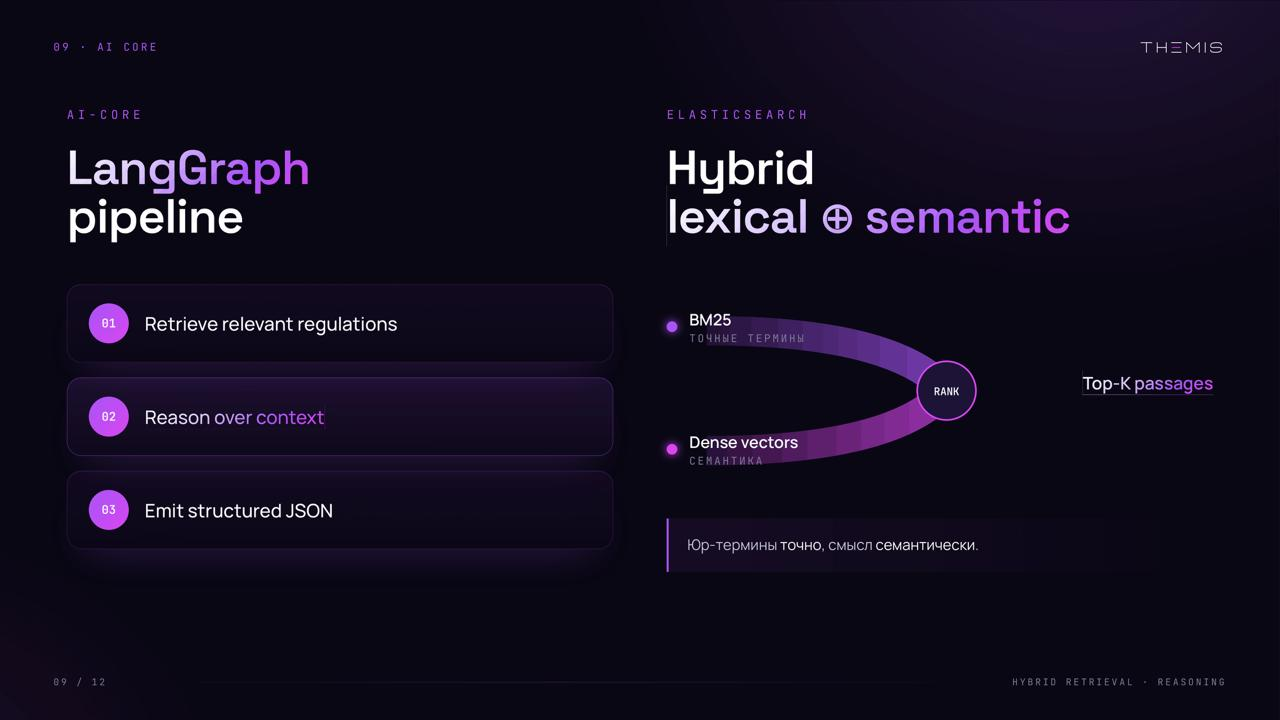 09 · AI CORE
THEMIS
AI-CORE
LangGraph
pipeline
01 Retrieve relevant regulations
02 Reason over context
03 Emit structured JSON
ELASTICSEARCH
Hybrid
lexical ⊕ semantic
BM25
ТОЧНЫЕ ТЕРМИНЫ
RANK
Top-K passages
Dense vectors
СЕМАНТИКА
Юр-термины точно, смысл семантически.
09 / 12
HYBRID RETRIEVAL · REASONING